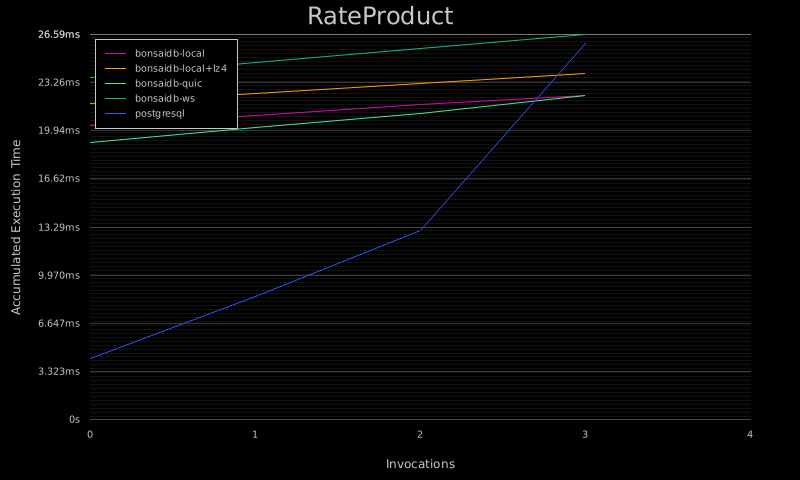 RateProduct
26.59ms
23.26ms
19.94ms
16.62ms
13.29ms
9.970ms
6.647ms
3.323ms
0s
Accumulated Execution Time
bonsaidb-local
bonsaidb-local+lz4
bonsaidb-quic
bonsaidb-ws
postgresql
0 1 2 3 4
Invocations